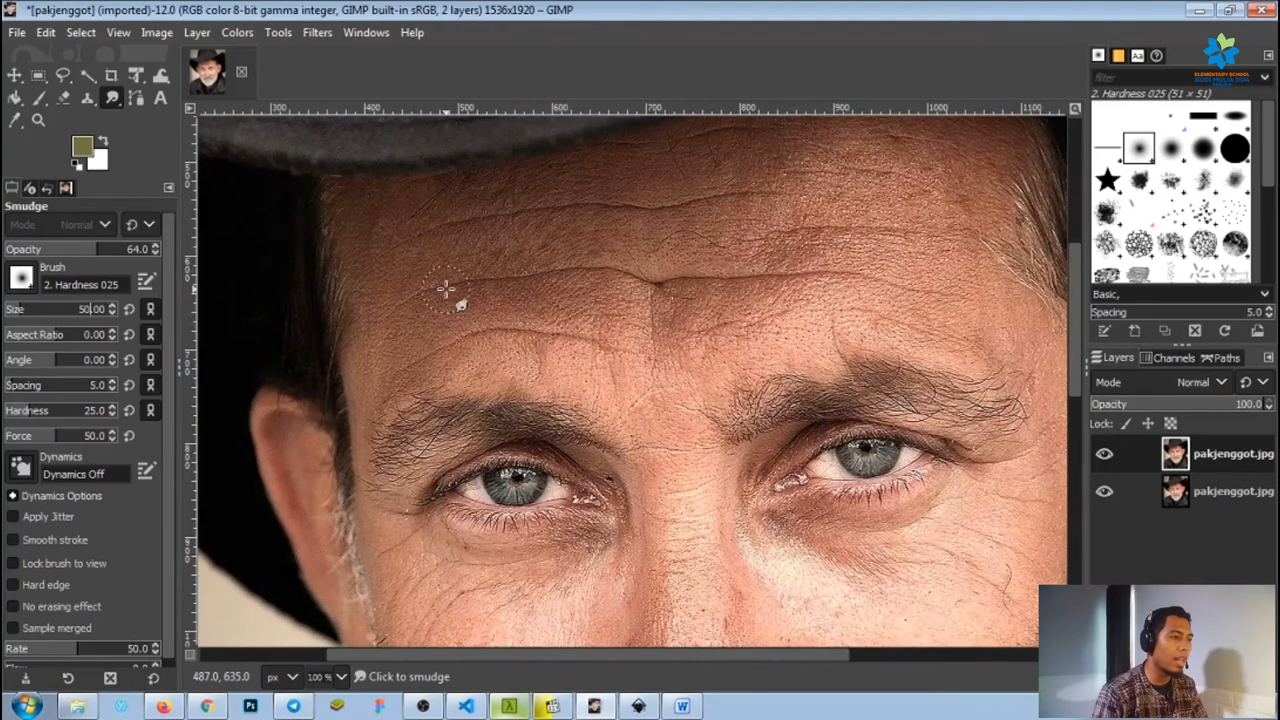 *[pakjenggot] (imported)-12.0 (RGB color 8-bit gamma integer, GIMP built-in sRGB, 2 layers) 1536x1920 – GIMP
File Edit Select View Image Layer Colors Tools Filters Windows Help
ELEMENTARY SCHOOL
BUDI MULIA DUA
filter
2. Hardness 025 (51 × 51)
300 400 500 600 700 800 900 1000 1100
Smudge
Mode Normal
Opacity 64.0
Brush
2. Hardness 025
Size 50.00
Aspect Ratio 0.00
Angle 0.00
Spacing 5.0
Hardness 25.0
Force 50.0
Dynamics
Dynamics Off
Dynamics Options
Apply Jitter
Smooth stroke
Lock brush to view
Hard edge
No erasing effect
Sample merged
Rate 50.0
Basic,
Spacing 5.0
Layers Channels Paths
Mode Normal
Opacity 100.0
Lock:
pakjenggot.jpg
pakjenggot.jpg
487.0, 635.0 px 100 % Click to smudge